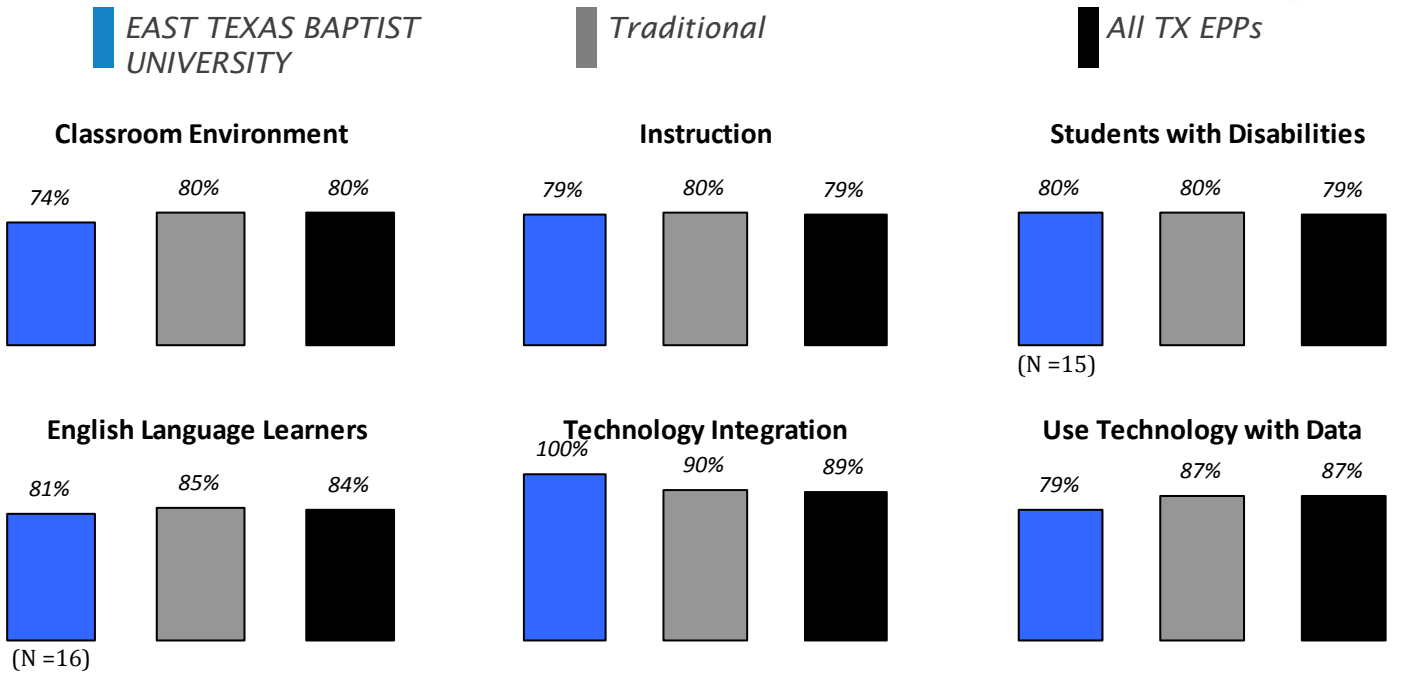 EAST TEXAS BAPTIST
UNIVERSITY
Traditional
All TX EPPs
Classroom Environment
74%
80%
80%
Instruction
79%
80%
79%
Students with Disabilities
80%
80%
79%
(N =15)
English Language Learners
81%
85%
84%
(N =16)
Technology Integration
100%
90%
89%
Use Technology with Data
79%
87%
87%